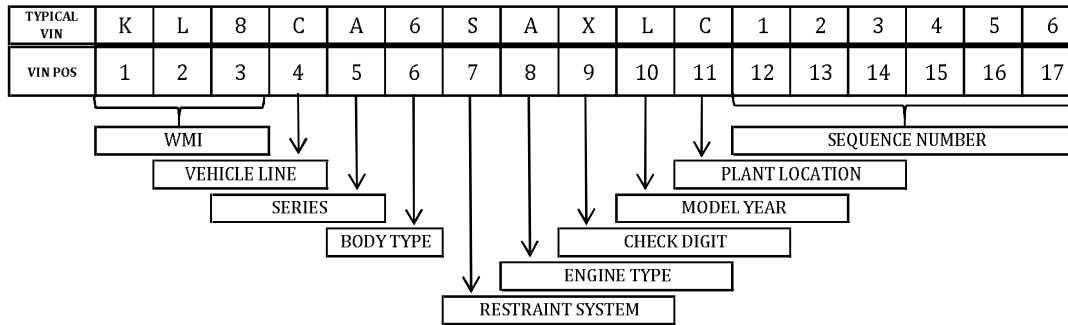 TYPICAL VIN K L 8 C A 6 S A X L C 1 2 3 4 5 6
VIN POS 1 2 3 4 5 6 7 8 9 10 11 12 13 14 15 16 17
WMI SEQUENCE NUMBER
VEHICLE LINE PLANT LOCATION
SERIES MODEL YEAR
BODY TYPE CHECK DIGIT
ENGINE TYPE
RESTRAINT SYSTEM